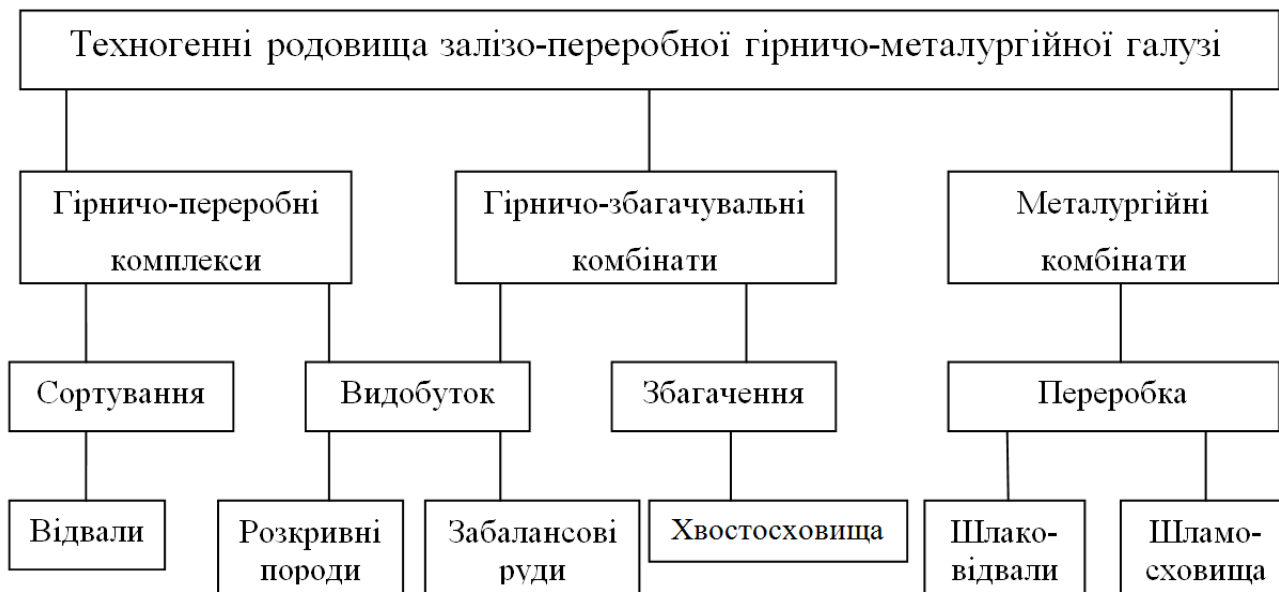 Техногенні родовища залізо-переробної гірничо-металургійної галузі
Гірничо-переробні
комплекси
Гірничо-збагачувальні
комбінати
Металургійні
комбінати
Сортування
Видобуток
Збагачення
Переробка
Відвали
Розкривні
породи
Забалансові
руди
Хвостосховища
Шлако-
відвали
Шламо-
сховища